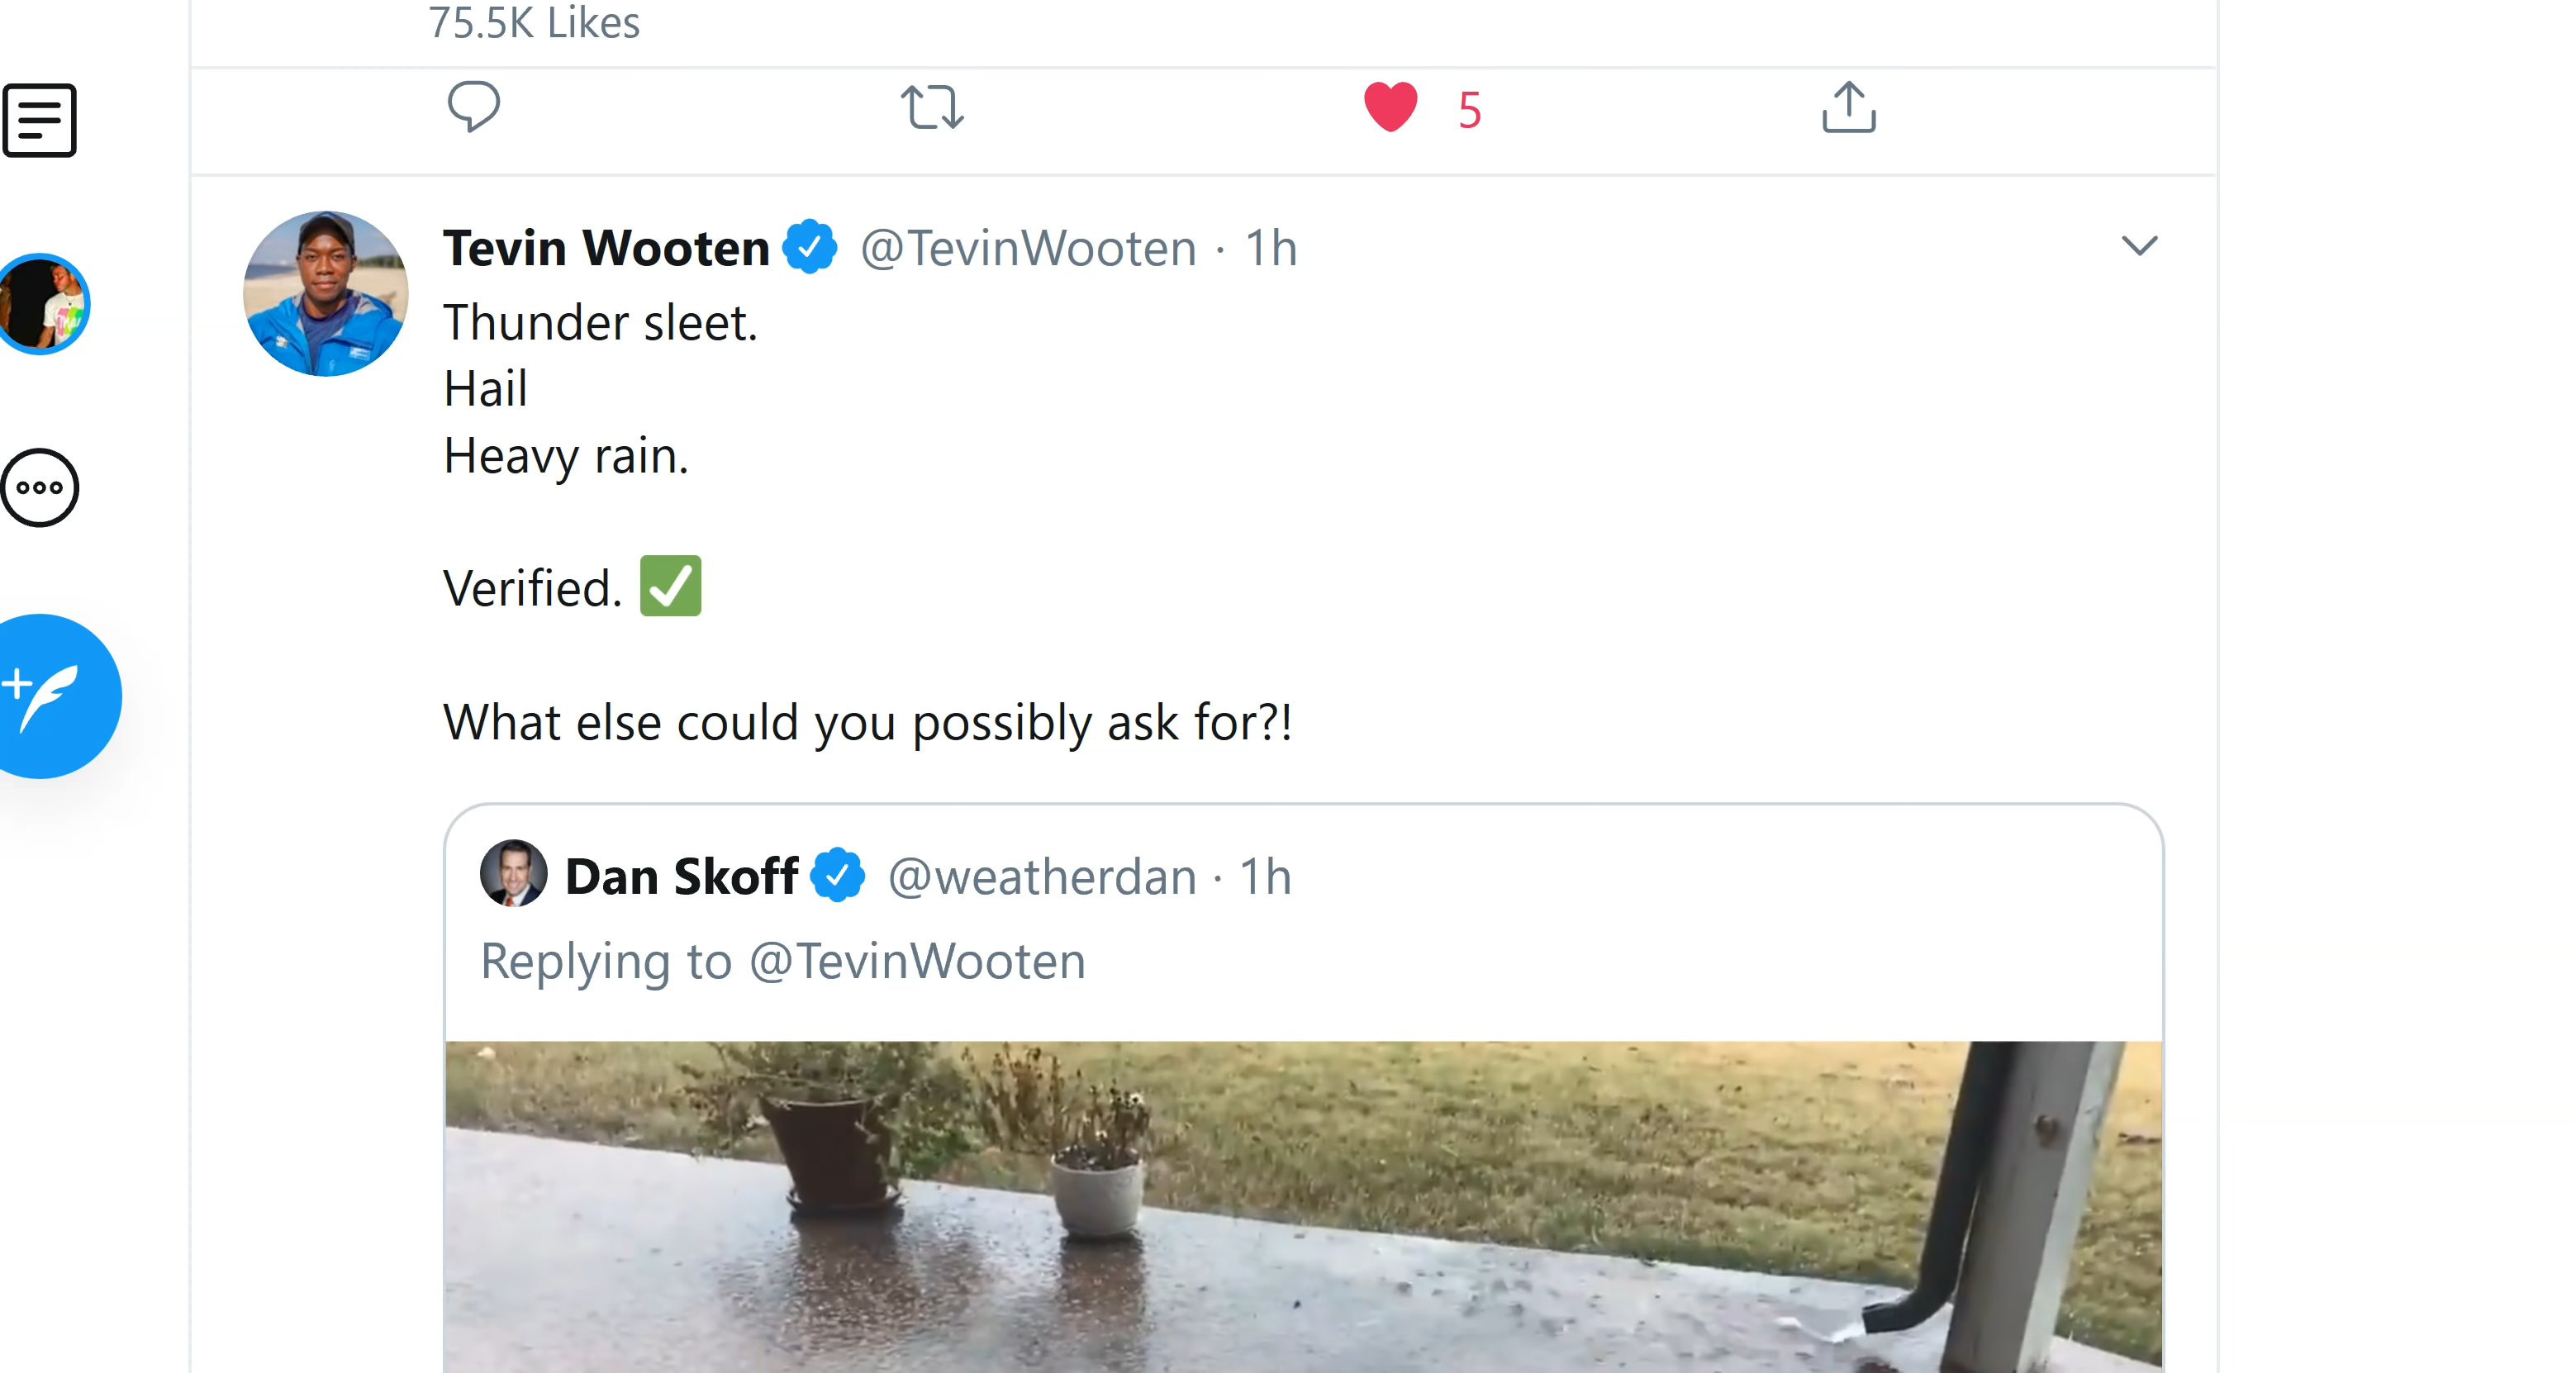 75.5K Likes
5
Tevin Wooten @TevinWooten · 1h
Thunder sleet.
Hail
Heavy rain.
Verified. ✅
What else could you possibly ask for?!
Dan Skoff @weatherdan · 1h
Replying to @TevinWooten